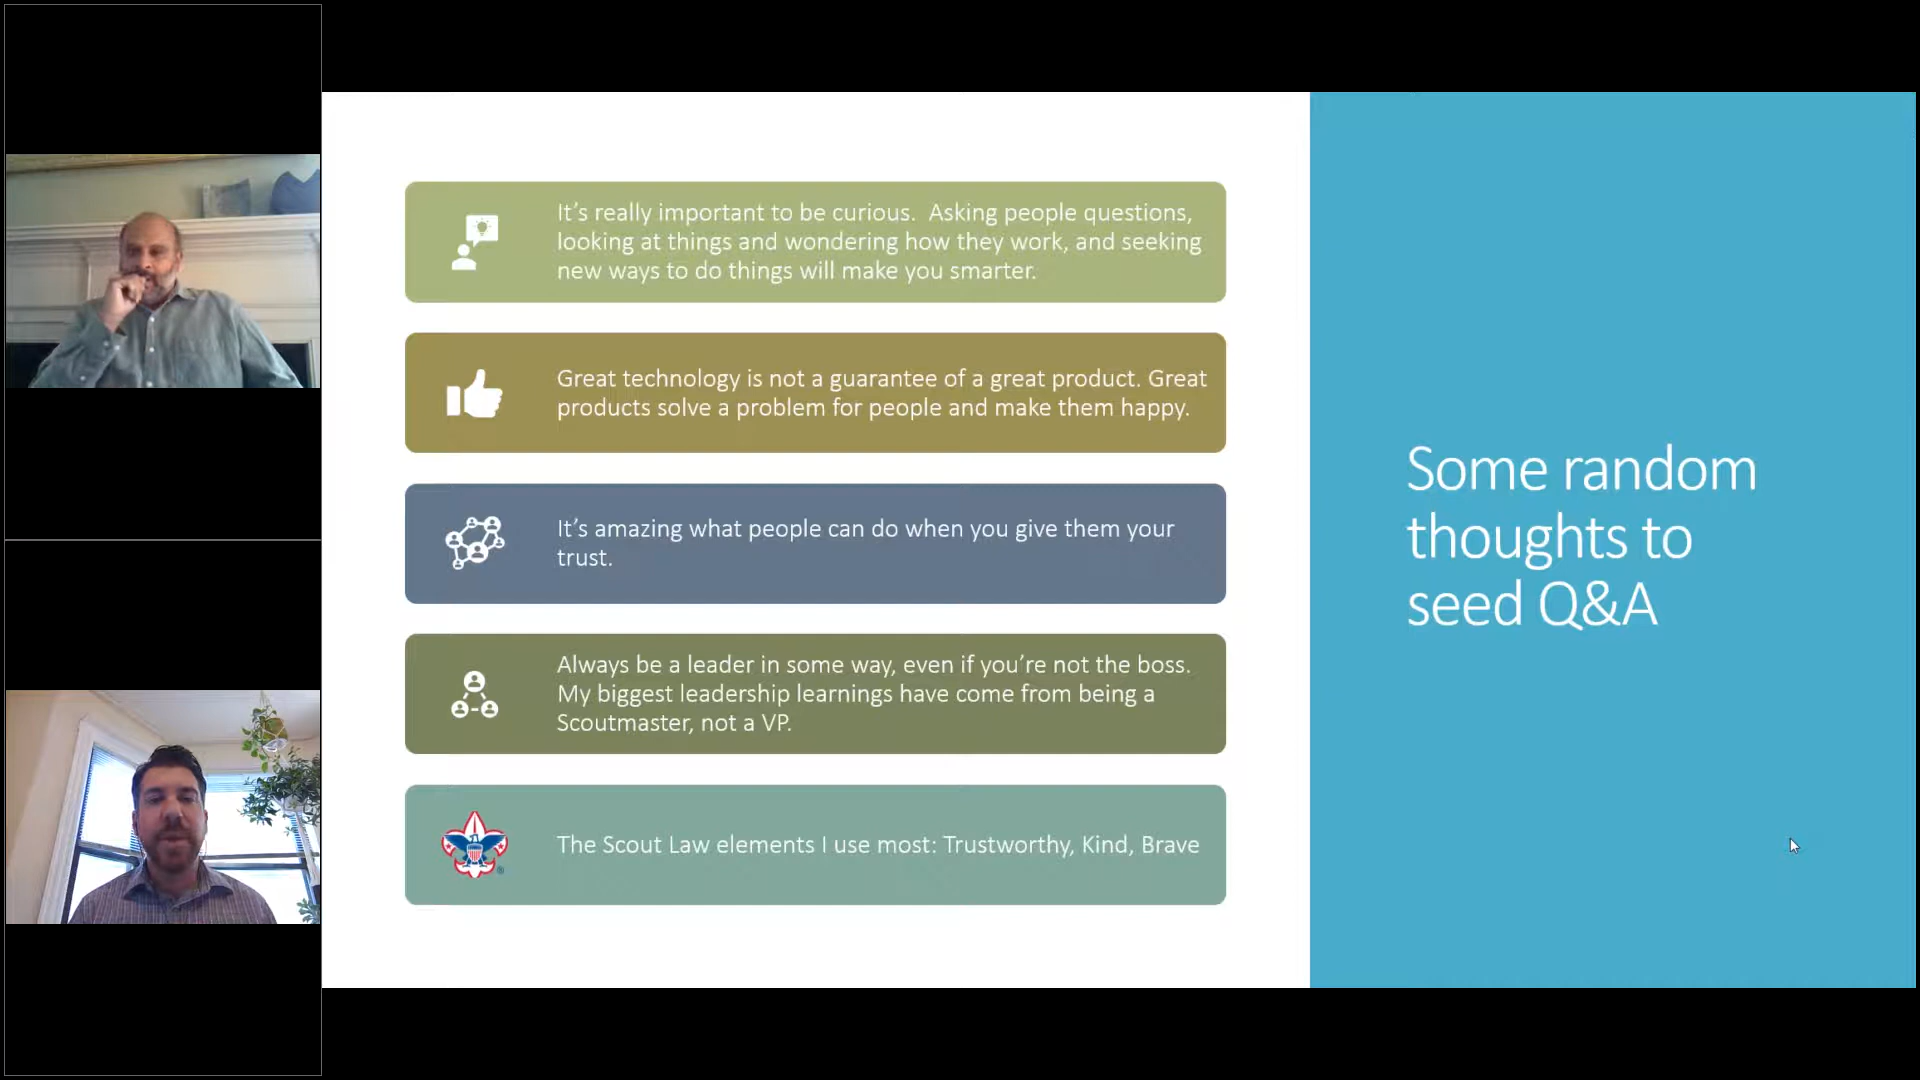 It’s really important to be curious.  Asking people questions,
looking at things and wondering how they work, and seeking
new ways to do things will make you smarter.
Great technology is not a guarantee of a great product. Great
products solve a problem for people and make them happy.
It’s amazing what people can do when you give them your
trust.
Always be a leader in some way, even if you’re not the boss.
My biggest leadership learnings have come from being a
Scoutmaster, not a VP.
The Scout Law elements I use most: Trustworthy, Kind, Brave
®
Some random
thoughts to
seed Q&A